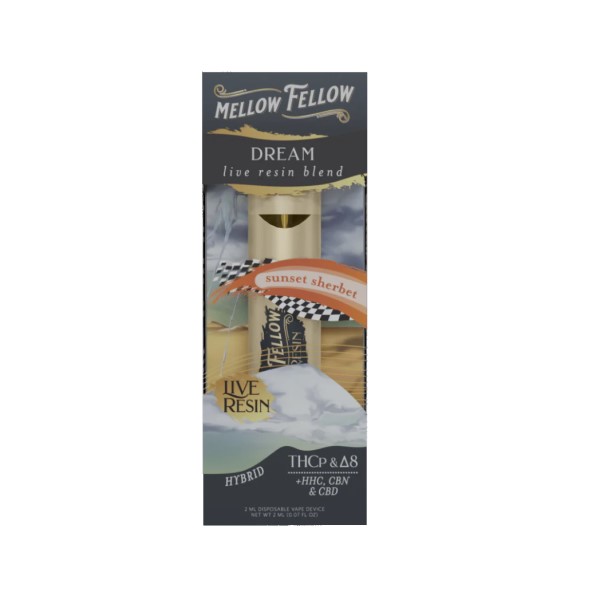 MELLOW FELLOW
DREAM
live resin blend
sunset sherbet
FELLOW
RESIN
LIVE
RESIN
HYBRID
THCP & Δ8
+HHC, CBN
& CBD
2 ML DISPOSABLE VAPE DEVICE
NET WT 2 ML (0.07 FL OZ)